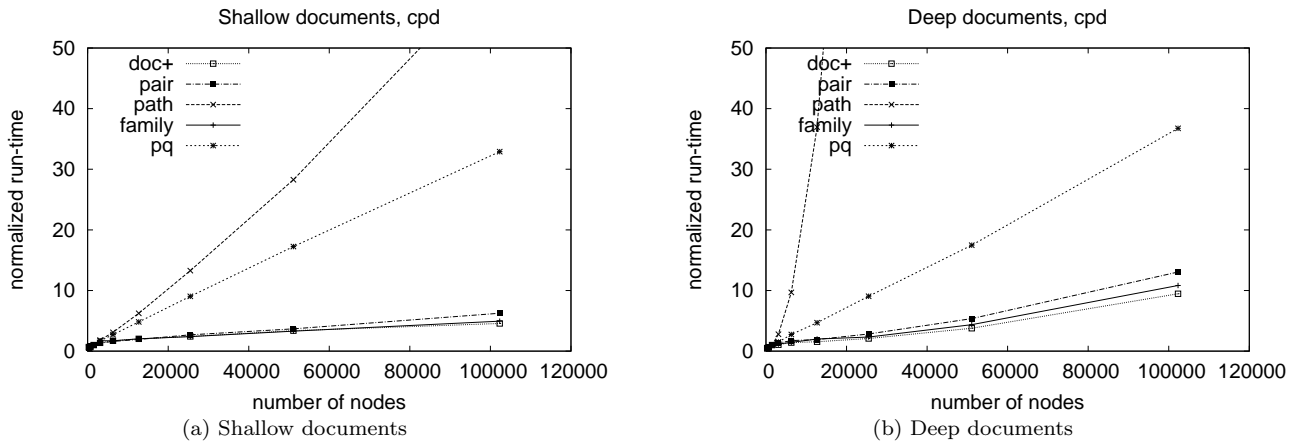 Shallow documents, cpd
50
40
30
20
10
0
normalized run-time
doc+
pair
path
family
pq
0 20000 40000 60000 80000 100000 120000
number of nodes
(a) Shallow documents
Deep documents, cpd
50
40
30
20
10
0
normalized run-time
doc+
pair
path
family
pq
0 20000 40000 60000 80000 100000 120000
number of nodes
(b) Deep documents